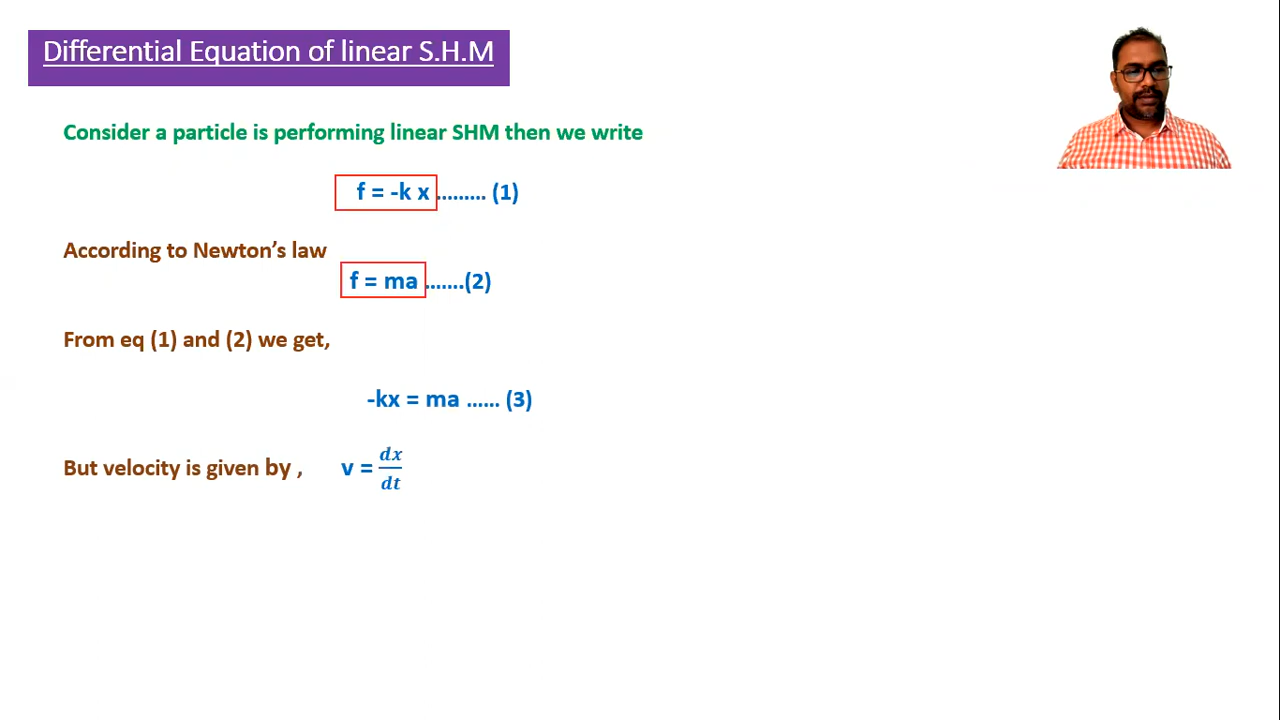 Differential Equation of linear S.H.M
Consider a particle is performing linear SHM then we write
f = -k x ......... (1)
According to Newton’s law
f = ma .......(2)
From eq (1) and (2) we get,
-kx = ma ...... (3)
But velocity is given by , v = dx/dt